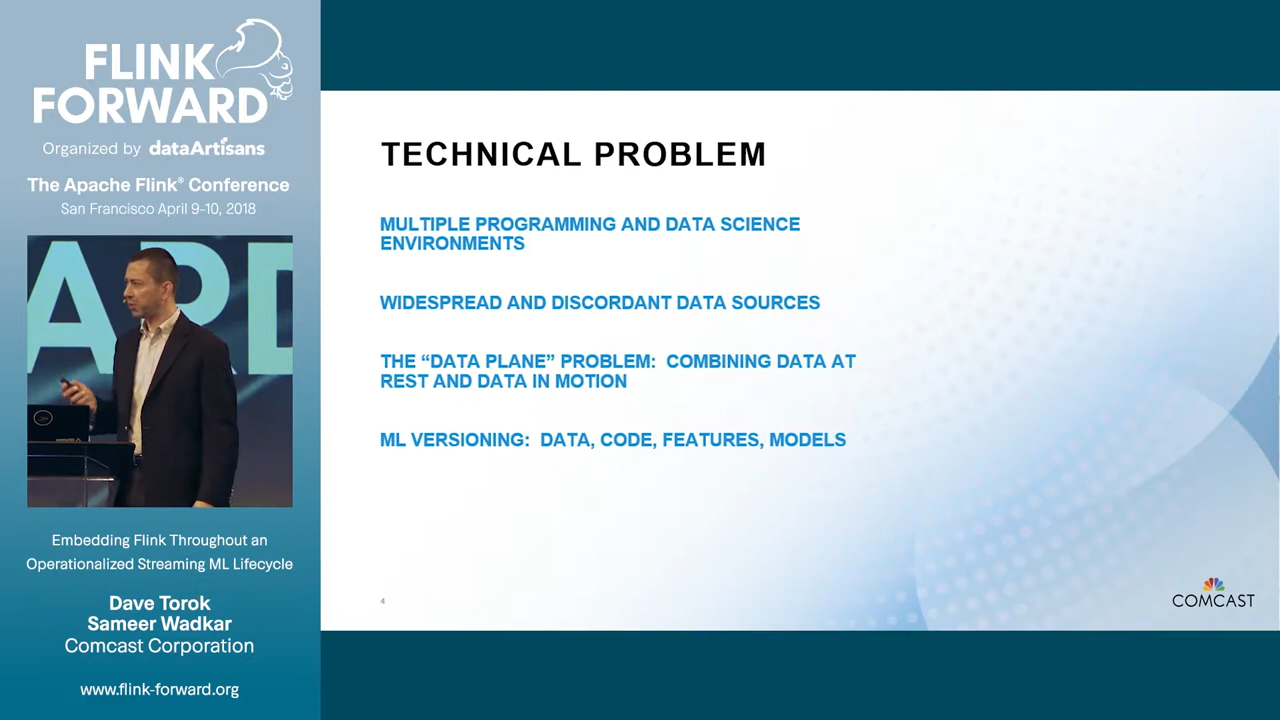 FLINK
FORWARD
Organized by dataArtisans
The Apache Flink® Conference
San Francisco April 9-10, 2018
ARD
Embedding Flink Throughout an
Operationalized Streaming ML Lifecycle
Dave Torok
Sameer Wadkar
Comcast Corporation
www.flink-forward.org
TECHNICAL PROBLEM
MULTIPLE PROGRAMMING AND DATA SCIENCE
ENVIRONMENTS
WIDESPREAD AND DISCORDANT DATA SOURCES
THE “DATA PLANE” PROBLEM: COMBINING DATA AT
REST AND DATA IN MOTION
ML VERSIONING: DATA, CODE, FEATURES, MODELS
4
COMCAST